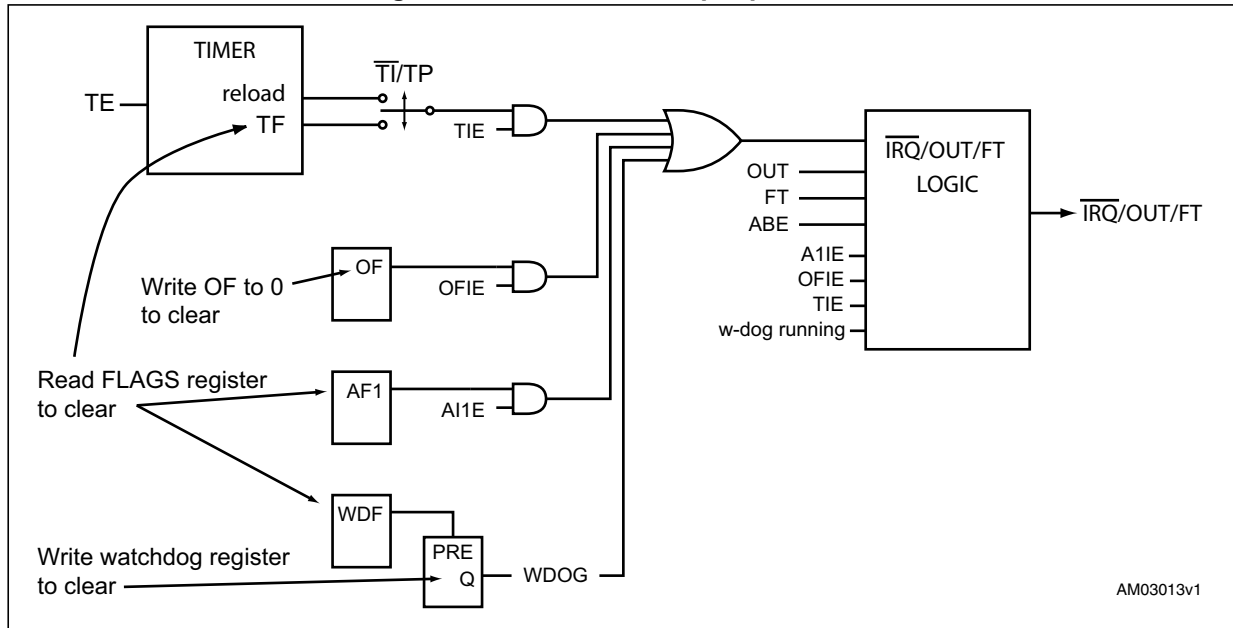 TIMER
TI/TP
reload
TE
TF
TIE
IRQ/OUT/FT
LOGIC
OUT
FT
ABE
IRQ/OUT/FT
A1IE
OFIE
TIE
w-dog running
OF
OFIE
Write OF to 0
to clear
Read FLAGS register
to clear
AF1
AI1E
WDF
Write watchdog register
to clear
PRE
Q
WDOG
AM03013v1